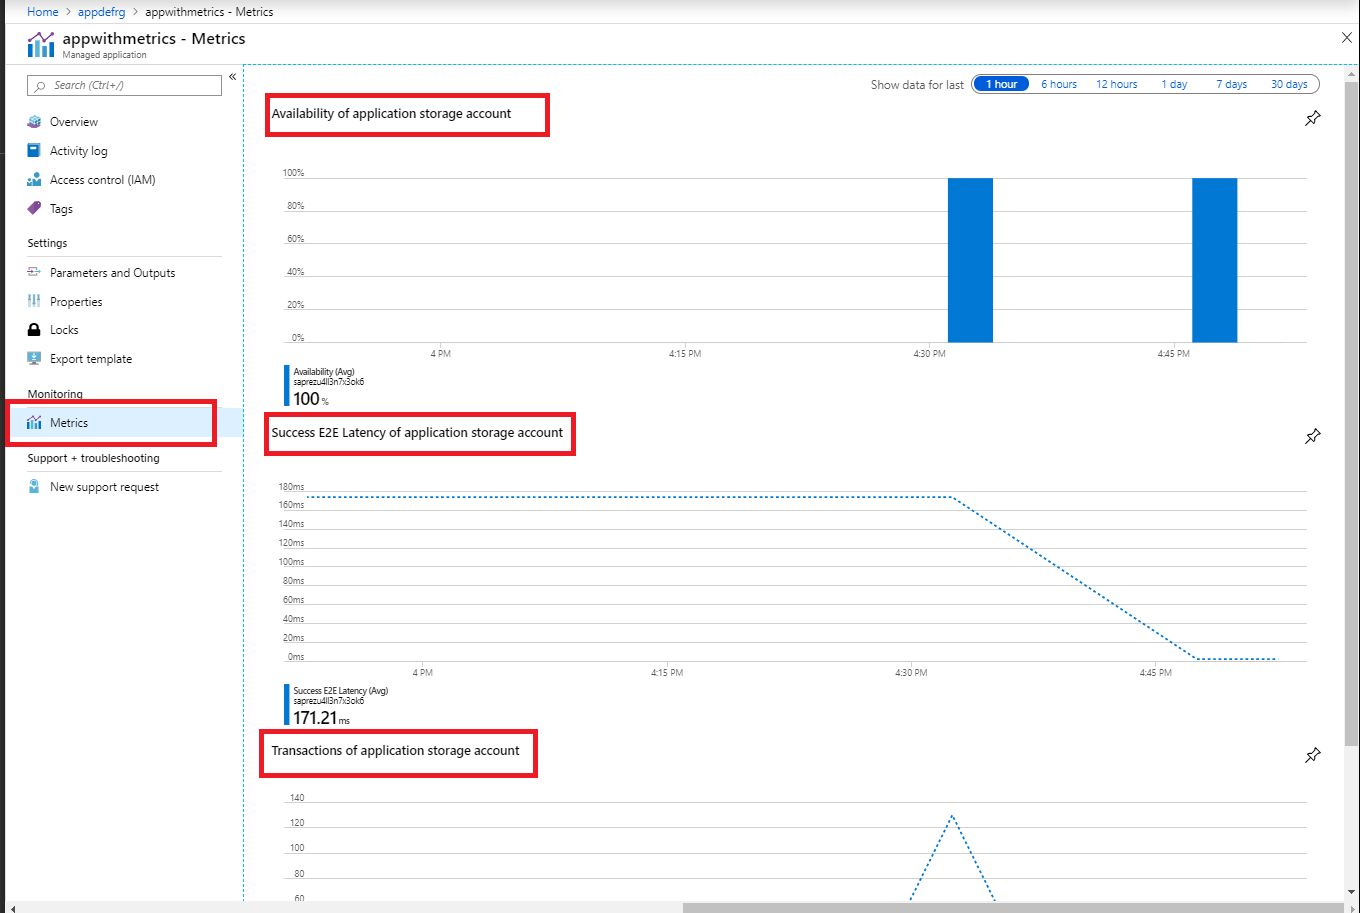 Home > appdefrg > appwithmetrics - Metrics
appwithmetrics - Metrics
Managed application
Search (Ctrl+/)
«
Overview
Activity log
Access control (IAM)
Tags
Settings
Parameters and Outputs
Properties
Locks
Export template
Monitoring
Metrics
Support + troubleshooting
New support request
Show data for last 1 hour 6 hours 12 hours 1 day 7 days 30 days
Availability of application storage account
100%
80%
60%
40%
20%
0%
4 PM 4:15 PM 4:30 PM 4:45 PM
Availability (Avg)
saprezu4ll3n7x3ok6
100 %
Success E2E Latency of application storage account
180ms
160ms
140ms
120ms
100ms
80ms
60ms
40ms
20ms
0ms
4 PM 4:15 PM 4:30 PM 4:45 PM
Success E2E Latency (Avg)
saprezu4ll3n7x3ok6
171.21 ms
Transactions of application storage account
140
120
100
80
60